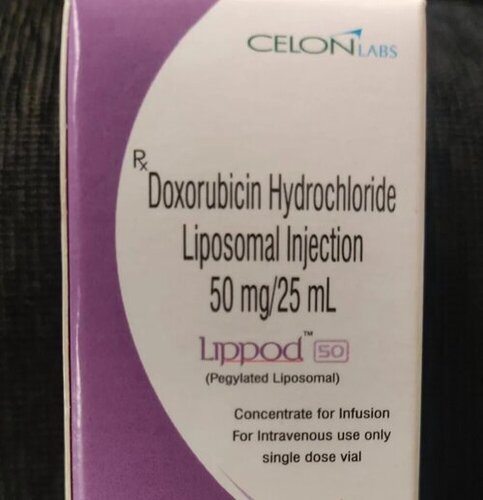 CELON LABS
Rx
Doxorubicin Hydrochloride
Liposomal Injection
50 mg/25 mL
Lippod™ 50
(Pegylated Liposomal)
Concentrate for Infusion
For Intravenous use only
single dose vial